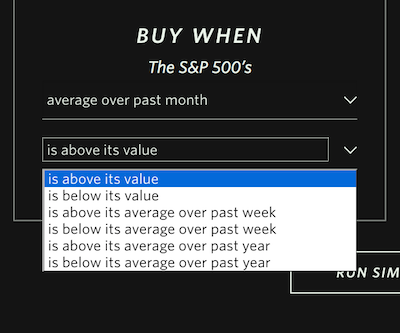 BUY WHEN
The S&P 500's
average over past month
is above its value
is above its value
is below its value
is above its average over past week
is below its average over past week
is above its average over past year
is below its average over past year
RUN SIM